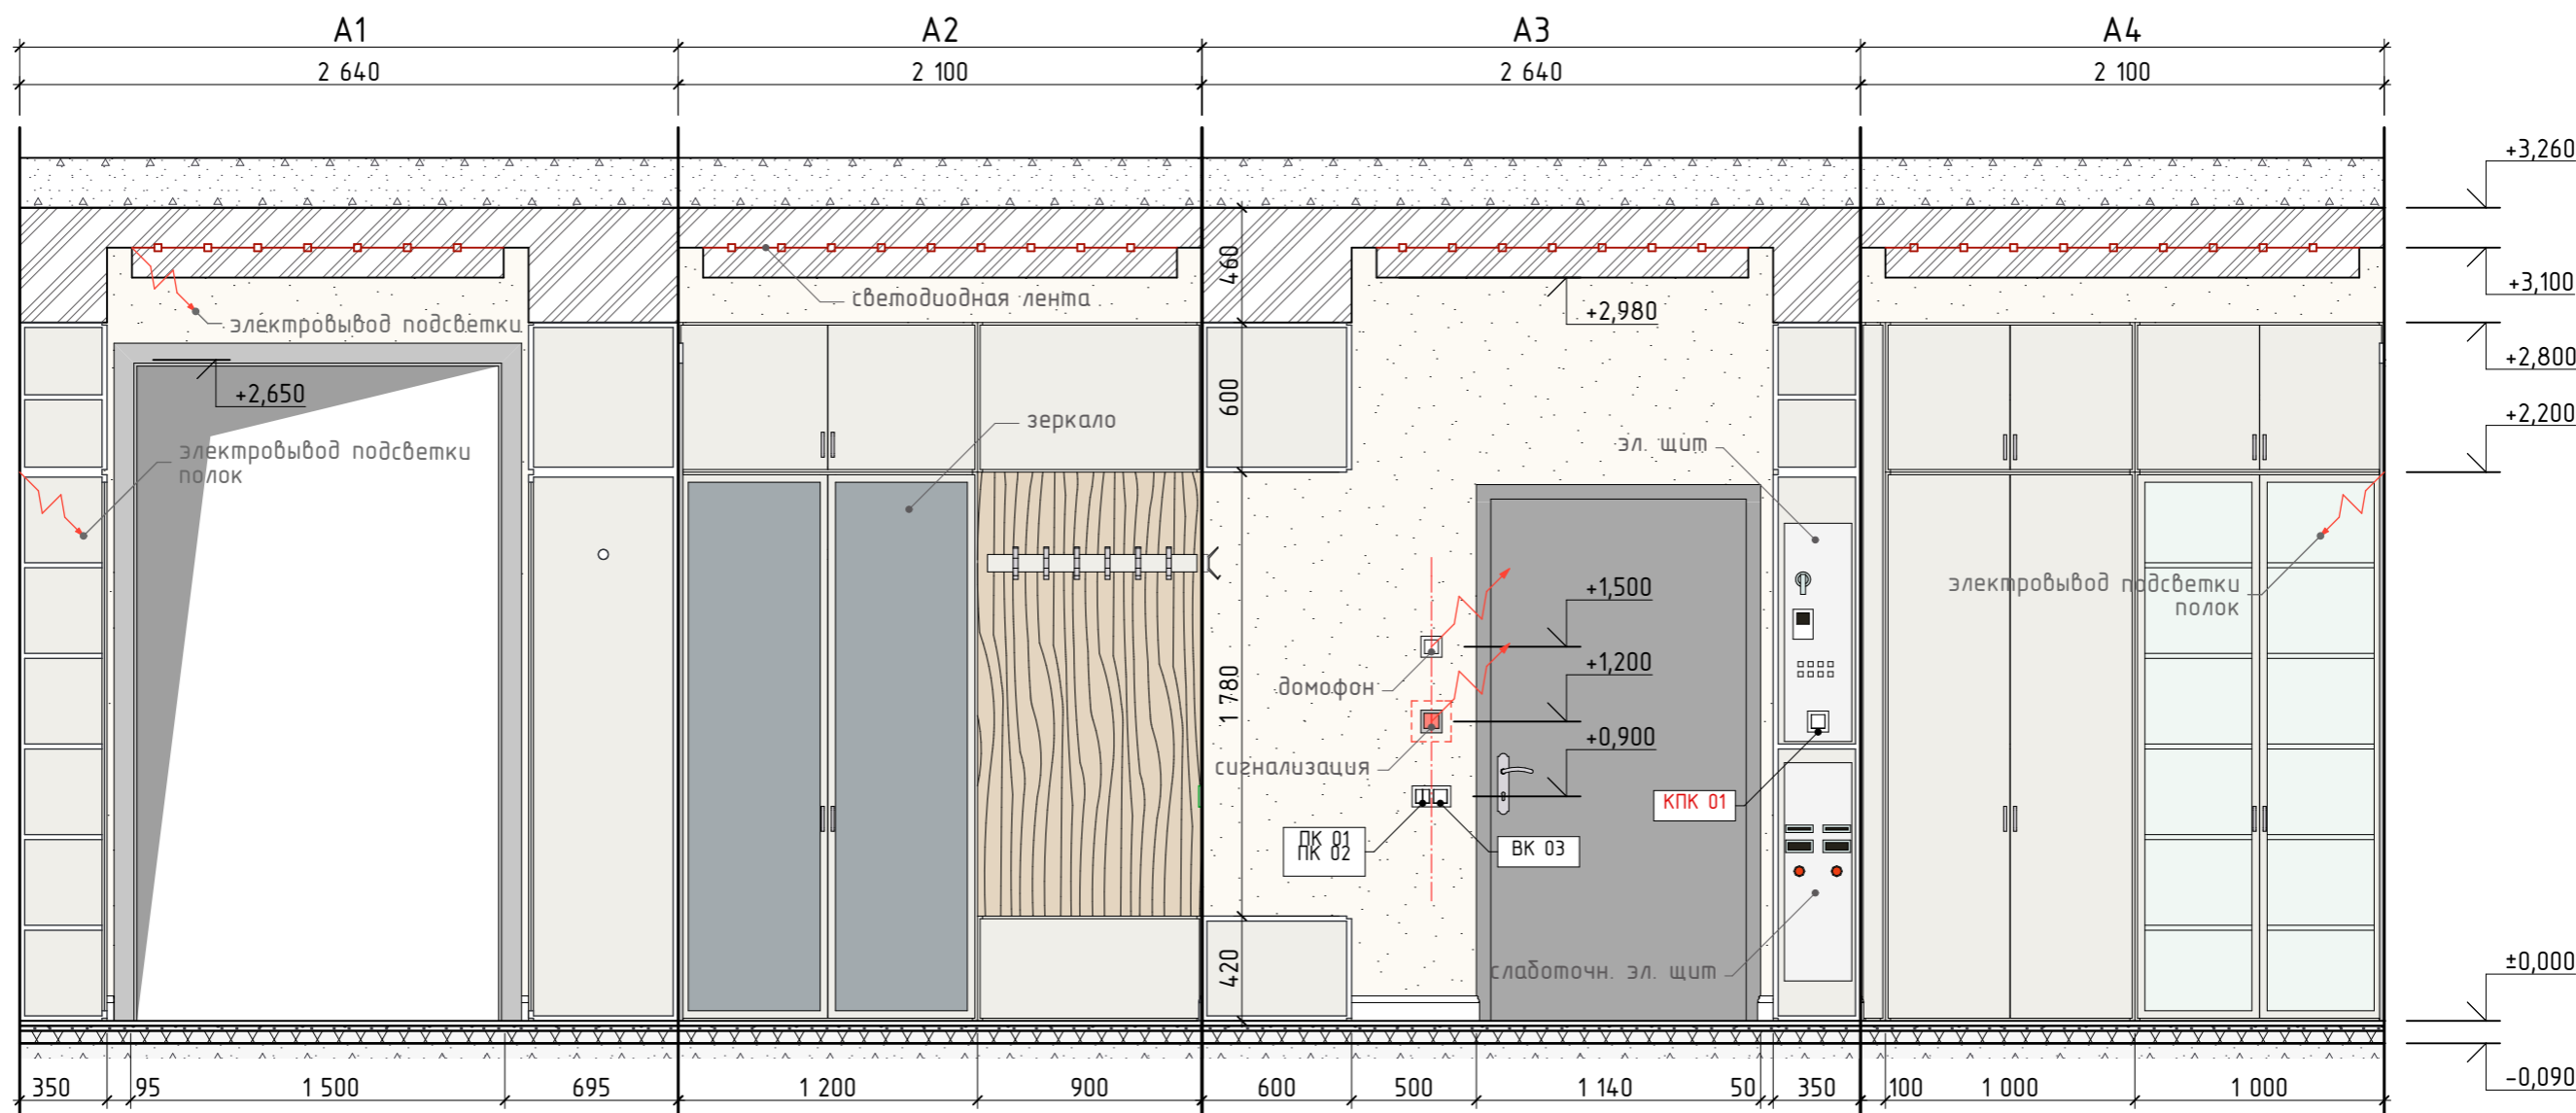 А1
А2
А3
А4
2 640
2 100
2 640
2 100
+3,260
+3,100
+2,800
+2,200
460
светодиодная лента
электровывод подсветки
+2,980
+2,650
600
зеркало
эл. щит
электровывод подсветки
полок
+1,500
электровывод подсветки
полок
+1,200
домофон
1 780
+0,900
сигнализация
КПК 01
ПК 01
ПК 02
ВК 03
420
слаботочн. эл. щит
±0,000
-0,090
350
95
1 500
695
1 200
900
600
500
1 140
50
350
100
1 000
1 000